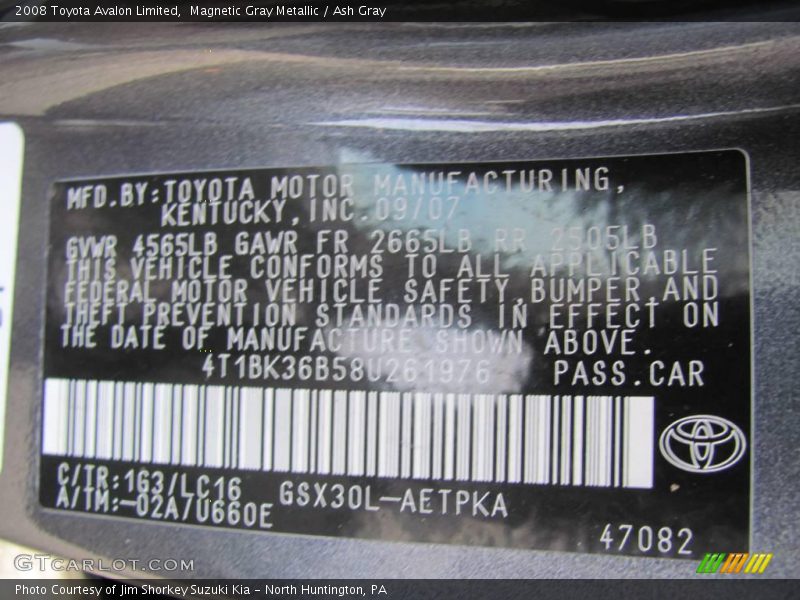 2008 Toyota Avalon Limited,  Magnetic Gray Metallic / Ash Gray
MFD.BY:TOYOTA MOTOR MANUFACTURING,
KENTUCKY,INC.09/07
GVWR 4565LB GAWR FR 2665LB RR 2505LB
THIS VEHICLE CONFORMS TO ALL APPLICABLE
FEDERAL MOTOR VEHICLE SAFETY,BUMPER,AND
THEFT PREVENTION STANDARDS IN EFFECT ON
THE DATE OF MANUFACTURE SHOWN ABOVE.
4T1BK36B58U261976 PASS.CAR
C/TR:1G3/LC16 GSX30L-AETPKA
A/TM:-02A/U660E
47082
GTCARLOT.COM
Photo Courtesy of Jim Shorkey Suzuki Kia - North Huntington, PA